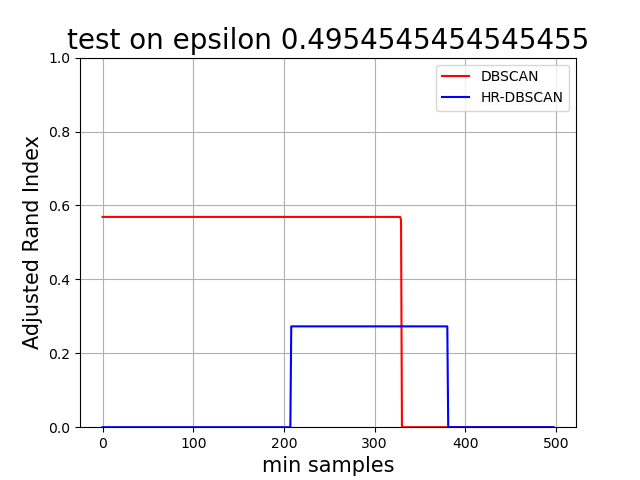 test on epsilon 0.4954545454545455
DBSCAN
HR-DBSCAN
Adjusted Rand Index
1.0
0.8
0.6
0.4
0.2
0.0
0 100 200 300 400 500
min samples